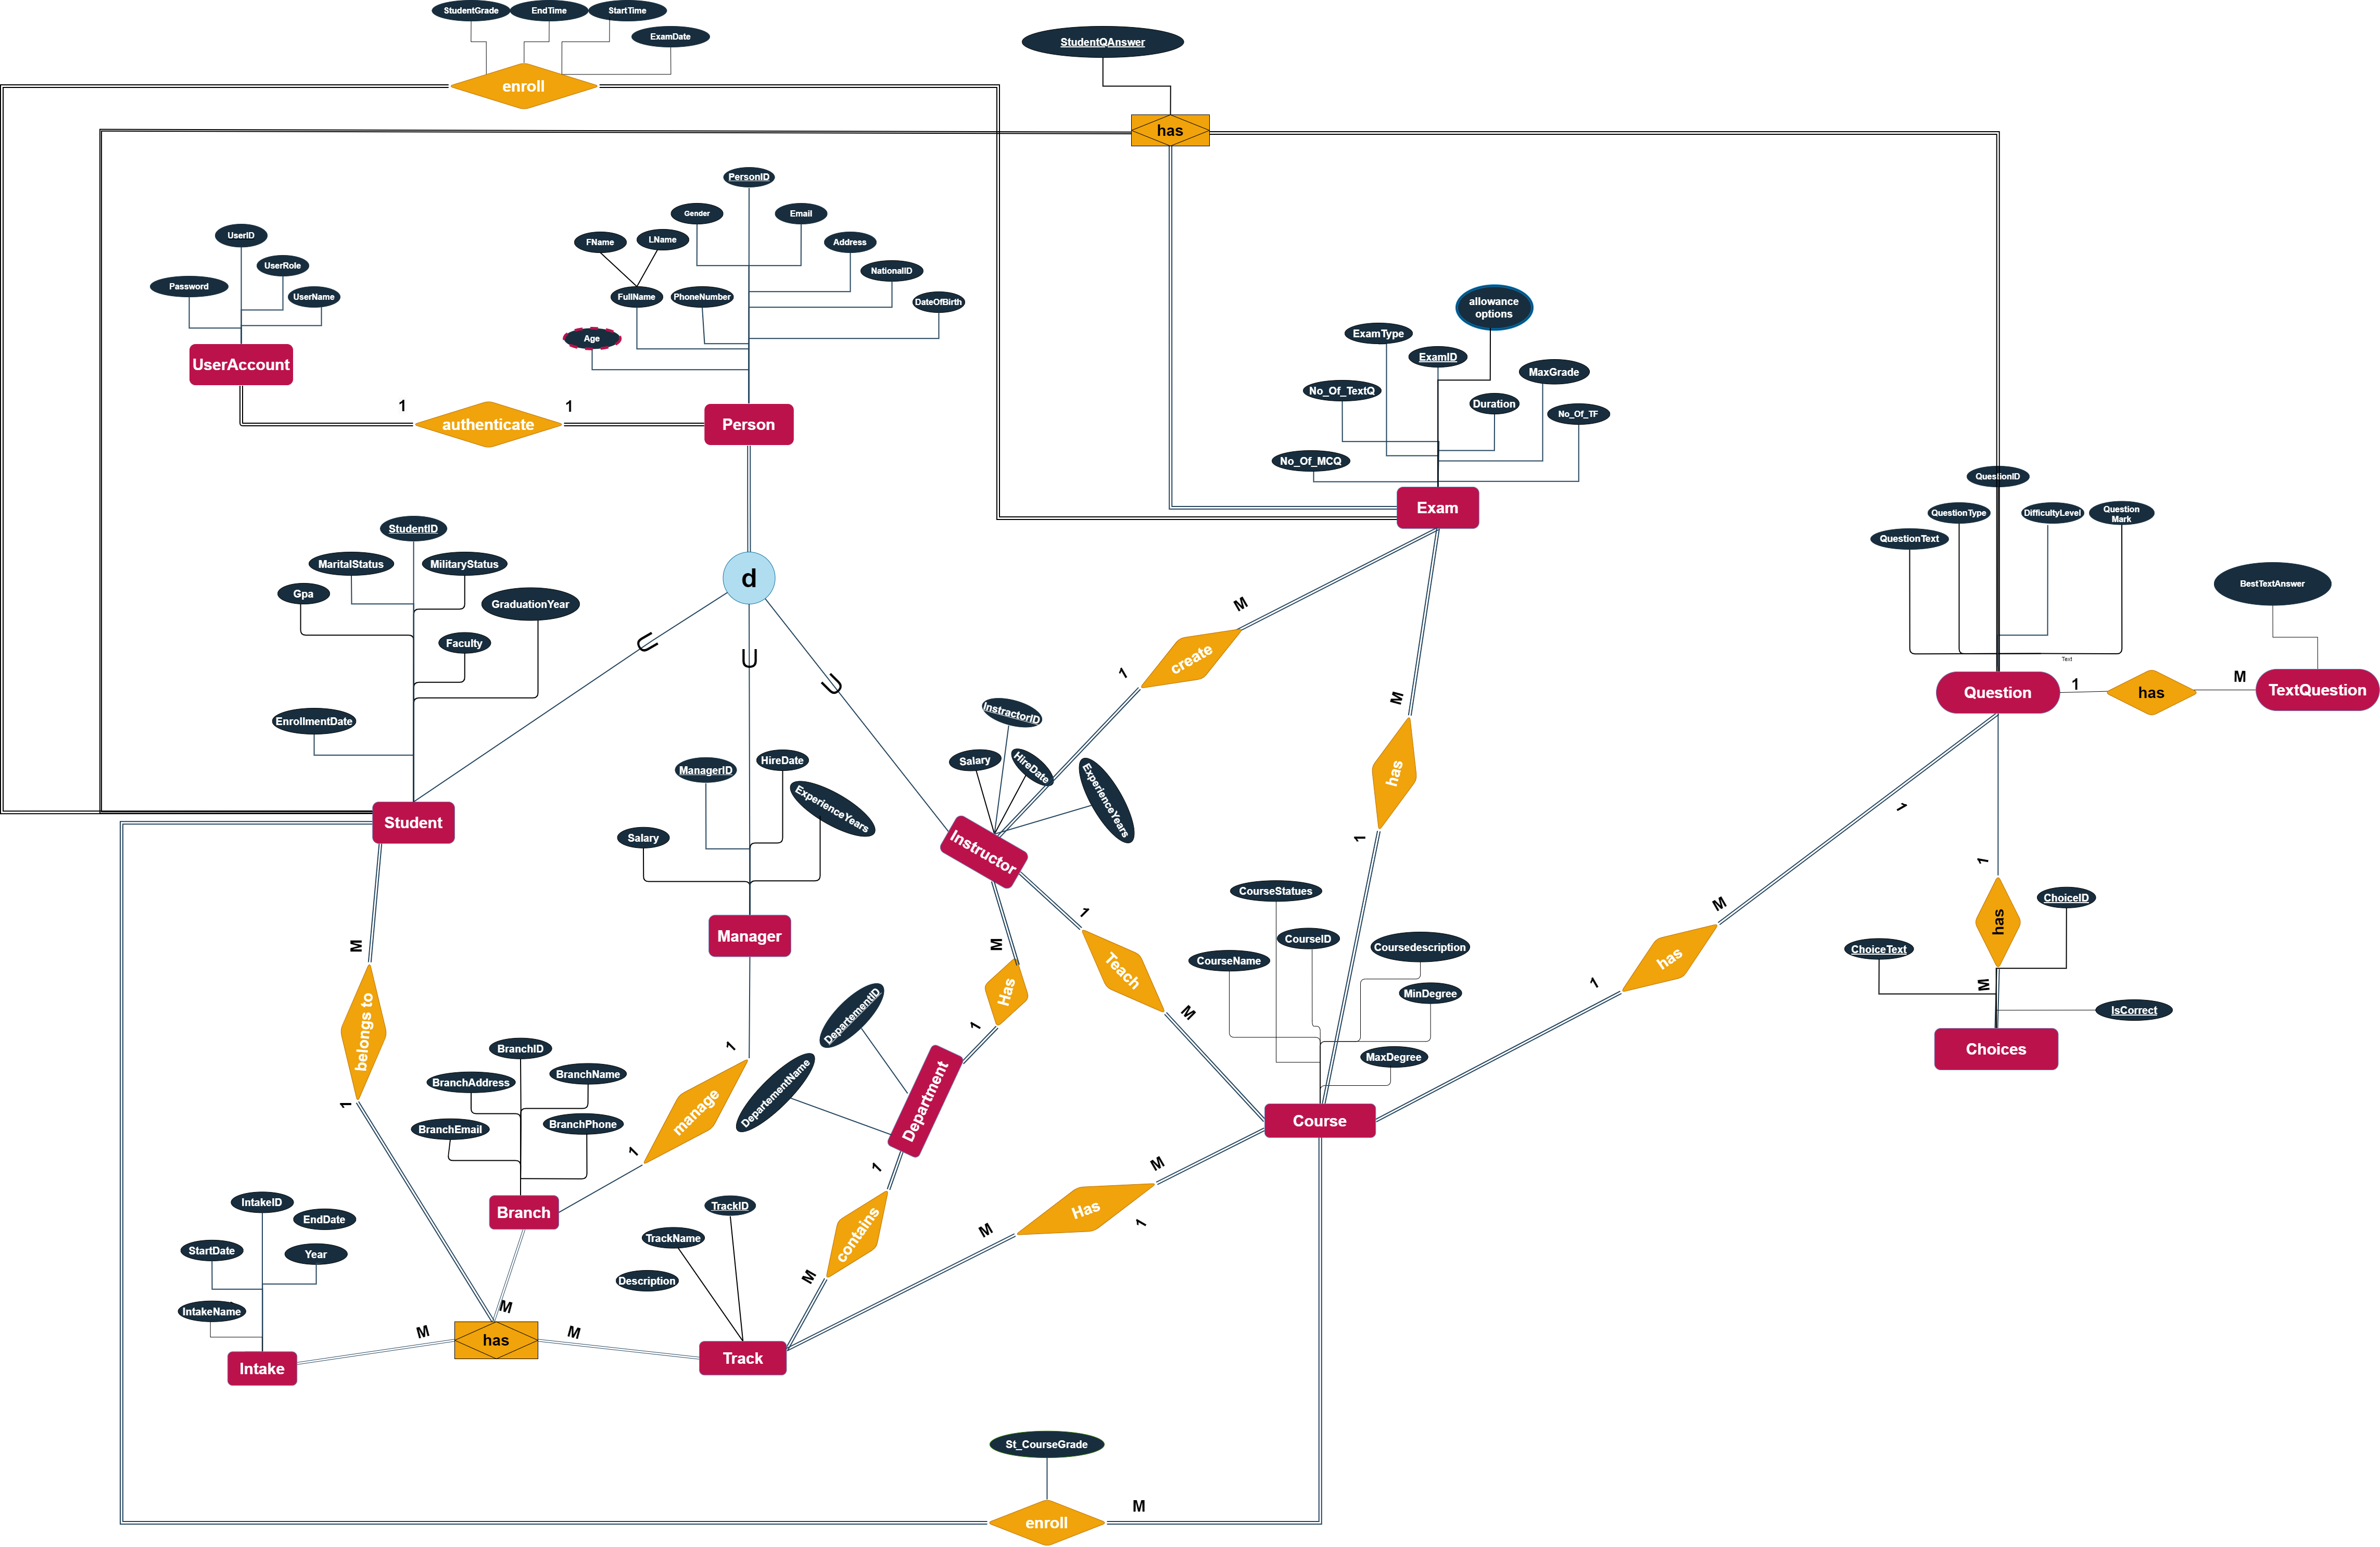 StudentGrade
EndTime
StartTime
ExamDate
enroll
StudentQAnswer
has
PersonID
Gender
Email
FName
LName
Address
NationalID
FullName
PhoneNumber
DateOfBirth
Age
UserID
UserRole
Password
UserName
UserAccount
1
authenticate
1
Person
allowance
options
ExamType
ExamID
MaxGrade
No_Of_TextQ
Duration
No_Of_TF
No_Of_MCQ
Exam
QuestionID
QuestionType
DifficultyLevel
Question
Mark
QuestionText
BestTextAnswer
Text
Question
1
has
M
TextQuestion
d
U
U
U
StudentID
MaritalStatus
MilitaryStatus
Gpa
GraduationYear
Faculty
EnrollmentDate
Student
M
create
1
InstractorID
Salary
HireDate
ExperienceYears
Instructor
ManagerID
HireDate
ExperienceYears
Salary
Manager
M
has
1
1
M
has
1
1
has
M
ChoiceID
ChoiceText
IsCorrect
Choices
CourseStatues
CourseID
CourseName
Coursedescription
MinDegree
MaxDegree
Course
1
Teach
M
M
Has
1
DepartementID
DepartementName
Department
1
contains
M
M
belongs to
1
BranchID
BranchAddress
BranchName
BranchEmail
BranchPhone
Branch
1
manage
1
M
Has
M
1
IntakeID
EndDate
StartDate
Year
IntakeName
Intake
M
M
has
M
TrackID
TrackName
Description
Track
St_CourseGrade
enroll
M